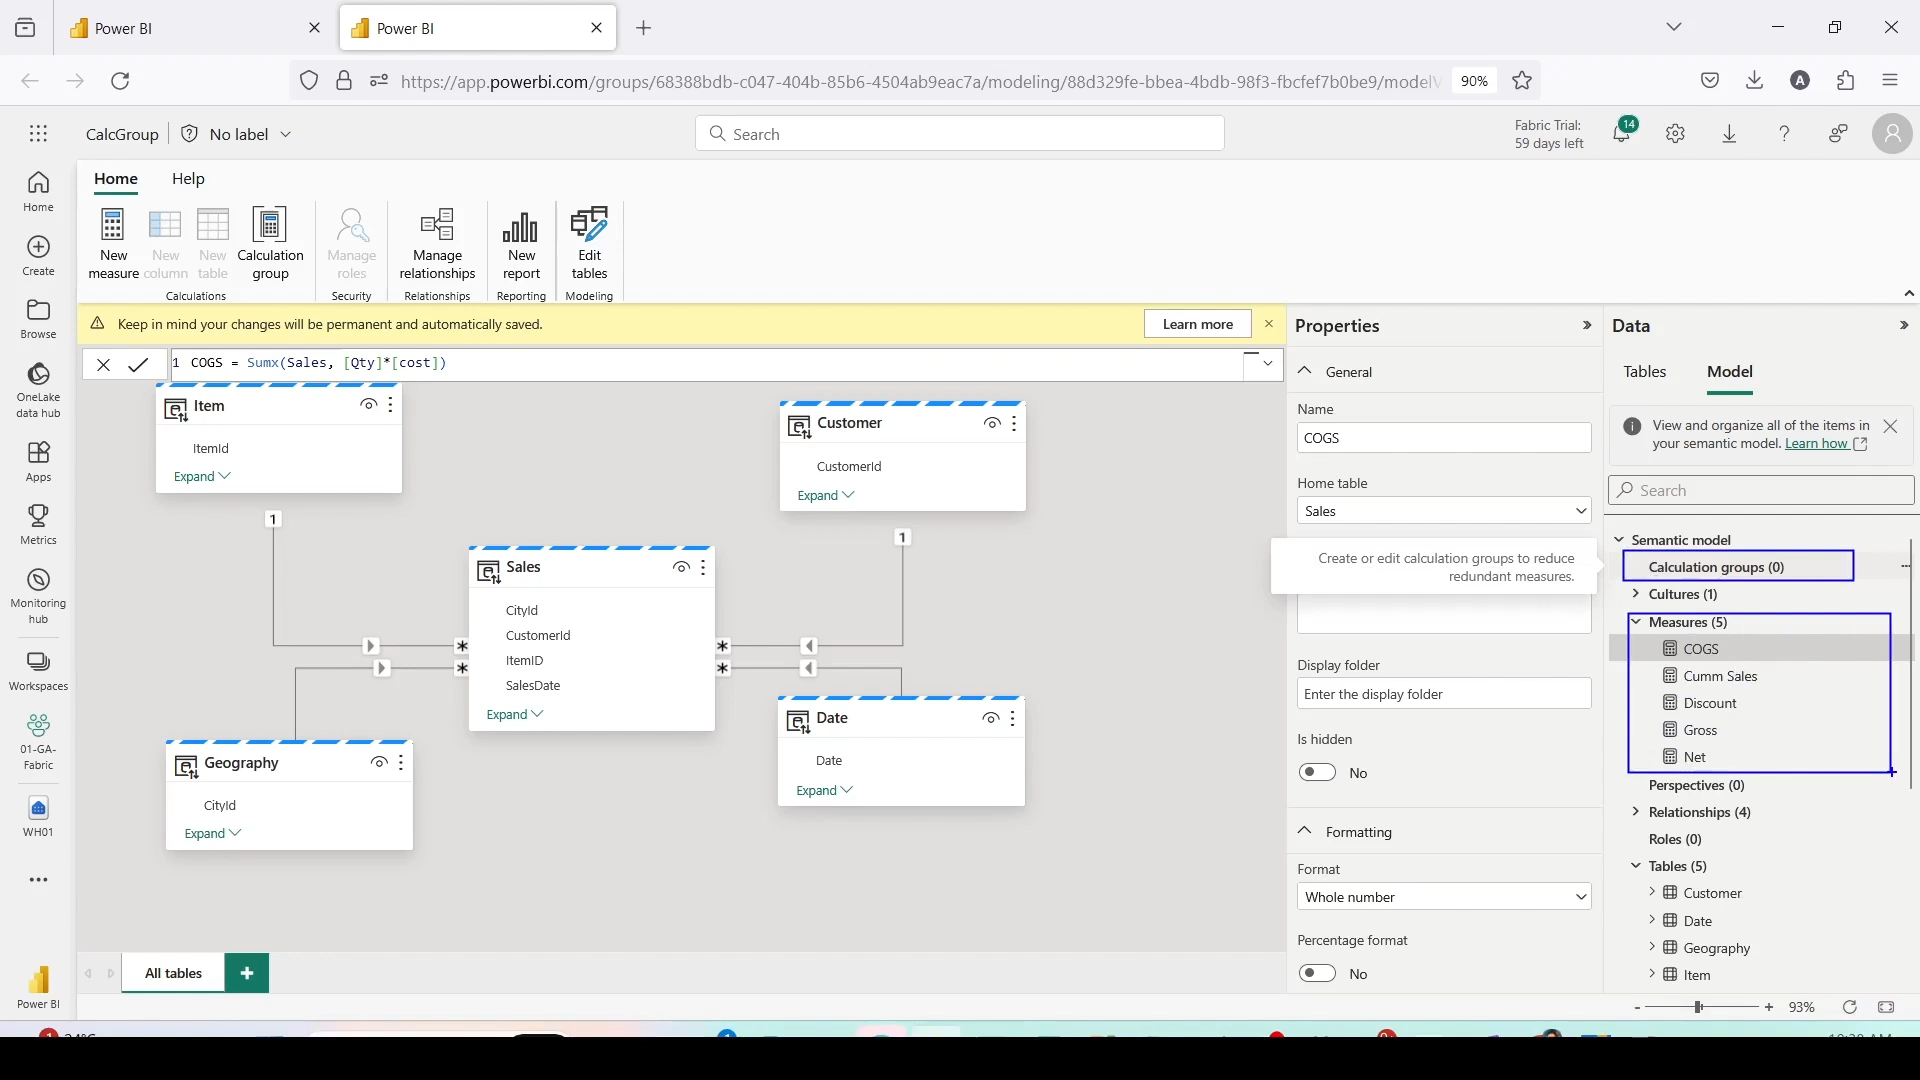 Power BI
Power BI
https://app.powerbi.com/groups/68388bdb-c047-404b-85b6-4504ab9eac7a/modeling/88d329fe-bbea-4bdb-98f3-fbcfef7b0be9/modelV
90%
A
CalcGroup
No label
Search
Fabric Trial:
59 days left
14
Home
Help
New
measure
New
column
New
table
Calculation
group
Calculations
Manage
roles
Security
Manage
relationships
Relationships
New
report
Reporting
Edit
tables
Modeling
Home
Create
Browse
OneLake
data hub
Apps
Metrics
Monitoring
hub
Workspaces
01-GA-
Fabric
WH01
Power BI
Keep in mind your changes will be permanent and automatically saved.
Learn more
1 COGS = Sumx(Sales, [Qty]*[cost])
Item
ItemId
Expand
Customer
CustomerId
Expand
1
1
Sales
CityId
CustomerId
ItemID
SalesDate
Expand
*
*
*
*
Geography
CityId
Expand
Date
Date
Expand
All tables
+
Properties
General
Name
COGS
Home table
Sales
Create or edit calculation groups to reduce
redundant measures.
Display folder
Enter the display folder
Is hidden
No
Formatting
Format
Whole number
Percentage format
No
Data
Tables
Model
View and organize all of the items in
your semantic model. Learn how
Search
Semantic model
Calculation groups (0)
Cultures (1)
Measures (5)
COGS
Cumm Sales
Discount
Gross
Net
Perspectives (0)
Relationships (4)
Roles (0)
Tables (5)
Customer
Date
Geography
Item
- + 93%